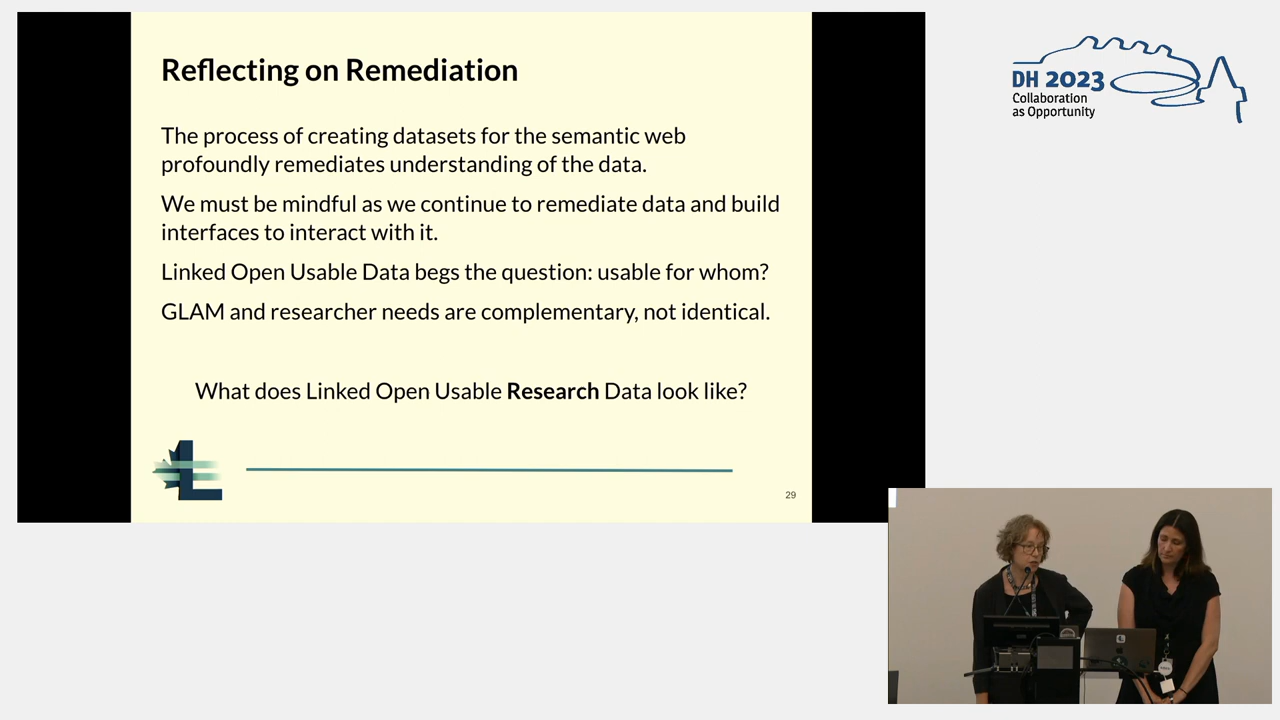 Reflecting on Remediation
The process of creating datasets for the semantic web
profoundly remediates understanding of the data.
We must be mindful as we continue to remediate data and build
interfaces to interact with it.
Linked Open Usable Data begs the question: usable for whom?
GLAM and researcher needs are complementary, not identical.
What does Linked Open Usable Research Data look like?
29
DH 2023
Collaboration
as Opportunity